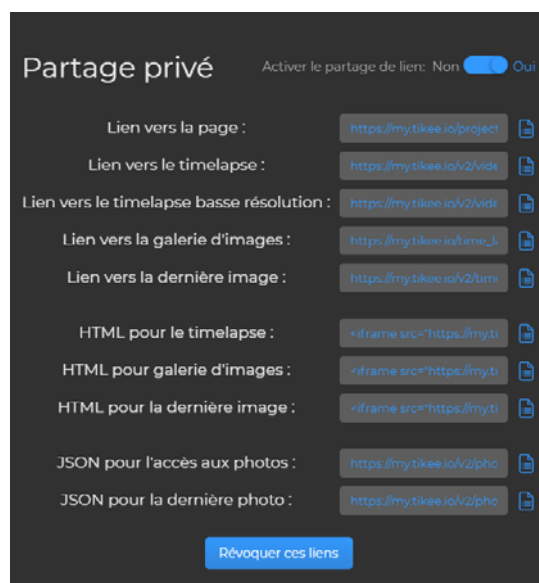 Partage privé
Activer le partage de lien: Non Oui
Lien vers la page : https://my.tikee.io/project
Lien vers le timelapse : https://my.tikee.io/v2/vide
Lien vers le timelapse basse résolution : https://my.tikee.io/v2/vide
Lien vers la galerie d'images : https://my.tikee.io/time_l
Lien vers la dernière image : https://my.tikee.io/v2/tim
HTML pour le timelapse : <iframe src="https://my.ti
HTML pour galerie d'images : <iframe src="https://my.ti
HTML pour la dernière image : <iframe src="https://my.ti
JSON pour l'accès aux photos : https://my.tikee.io/v2/pho
JSON pour la dernière photo : https://my.tikee.io/v2/pho
Révoquer ces liens